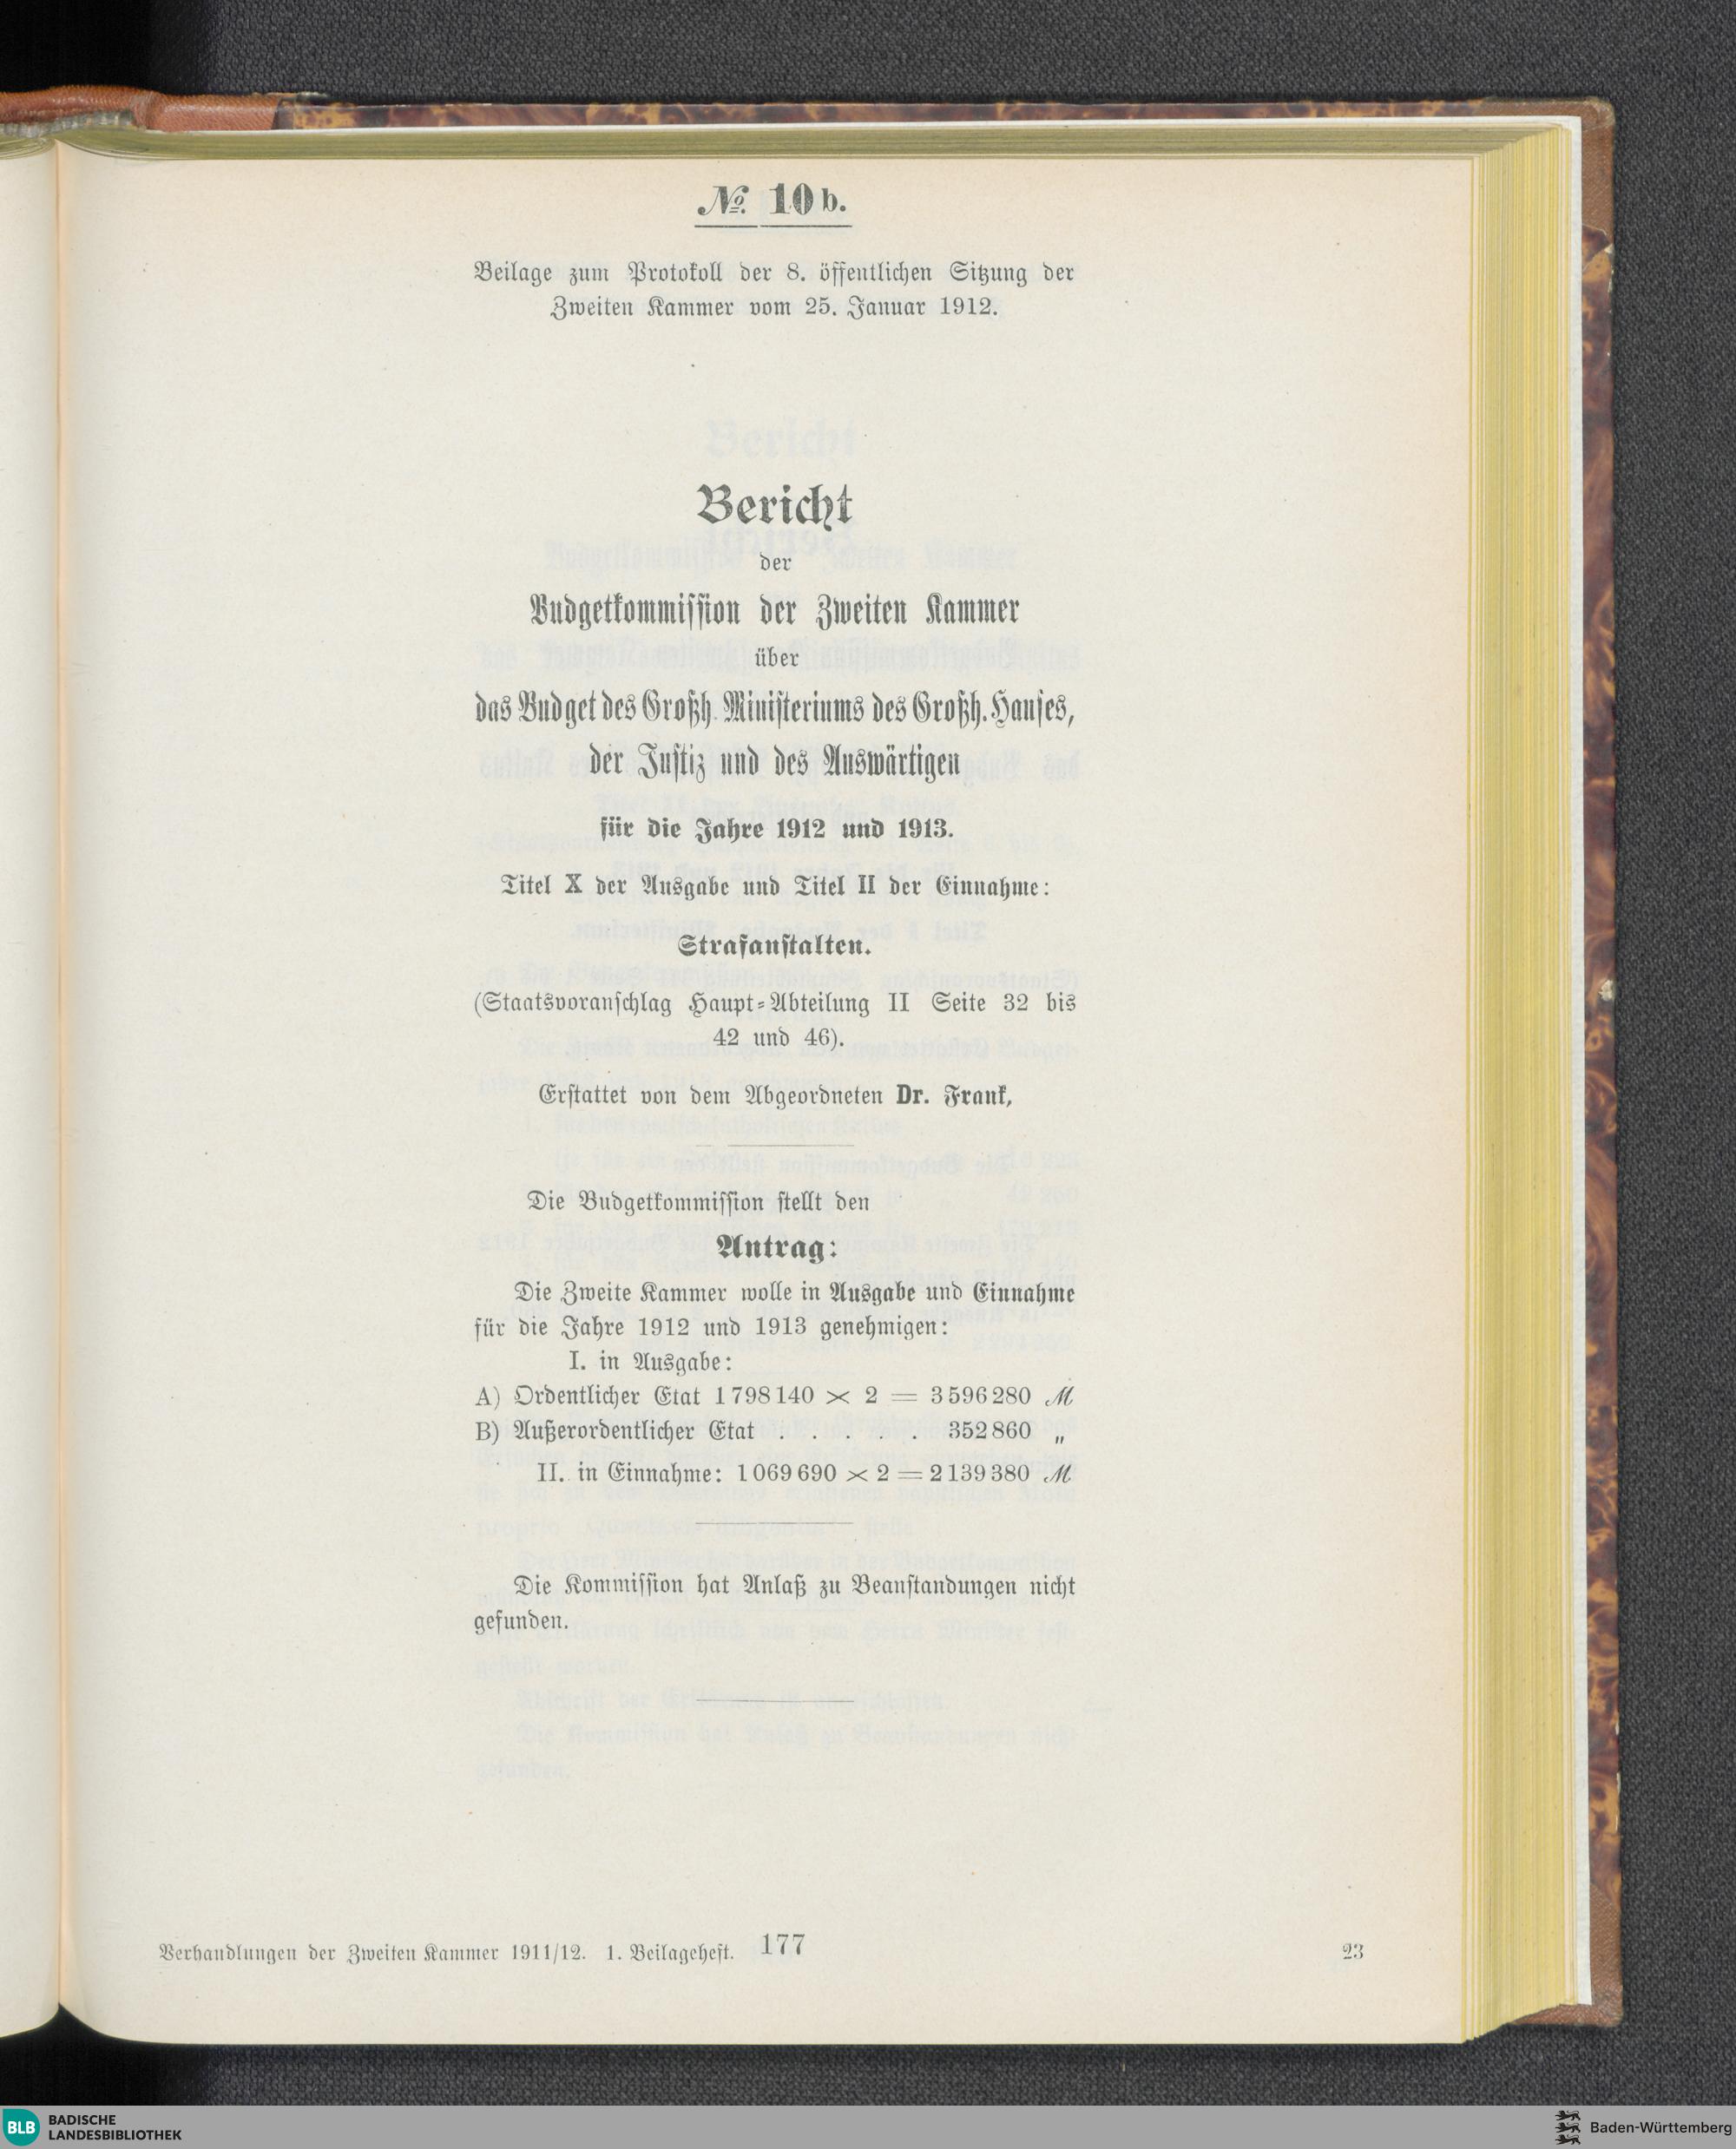 № 10 b.
Beilage zum Protokoll der 8. öffentlichen Sitzung der
Zweiten Kammer vom 25. Januar 1912.
Bericht
der
Budgetkommission der Zweiten Kammer
über
das Budget des Großh. Ministeriums des Großh. Hauses,
der Justiz und des Auswärtigen
für die Jahre 1912 und 1913.
Titel X der Ausgabe und Titel II der Einnahme:
Strafanstalten.
(Staatsvoranschlag Haupt-Abteilung II Seite 32 bis
42 und 46).
Erstattet von dem Abgeordneten Dr. Frank,
Die Budgetkommission stellt den
Antrag:
Die Zweite Kammer wolle in Ausgabe und Einnahme
für die Jahre 1912 und 1913 genehmigen:
I. in Ausgabe:
A) Ordentlicher Etat 1 798 140 × 2 = 3 596 280 ℳ
B) Außerordentlicher Etat . . . . . 352 860 „
II. in Einnahme: 1 069 690 × 2 = 2 139 380 ℳ
Die Kommission hat Anlaß zu Beanstandungen nicht
gefunden.
Verhandlungen der Zweiten Kammer 1911/12. 1. Beilageheft. 177 23
BLB BADISCHE
LANDESBIBLIOTHEK
Baden-Württemberg